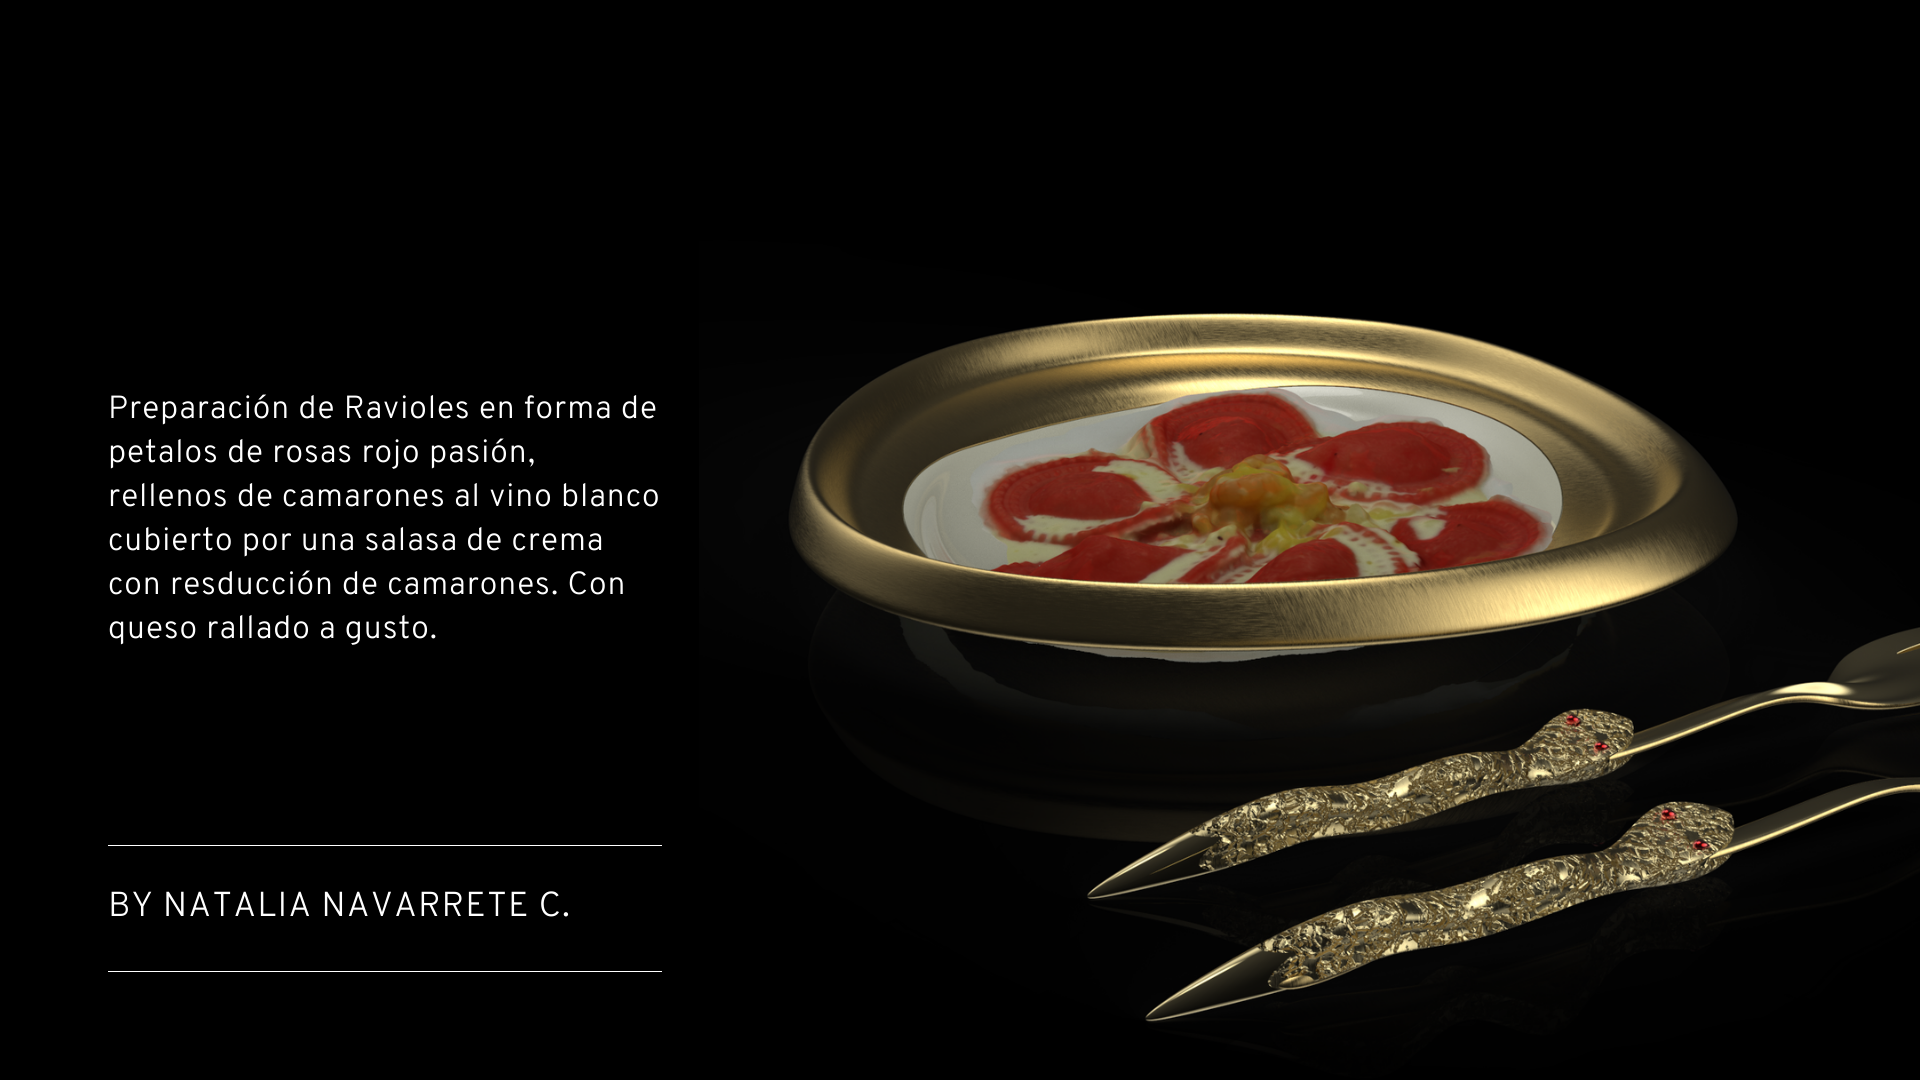 Preparación de Ravioles en forma de
petalos de rosas rojo pasión,
rellenos de camarones al vino blanco
cubierto por una salasa de crema
con resducción de camarones. Con
queso rallado a gusto.
BY NATALIA NAVARRETE C.